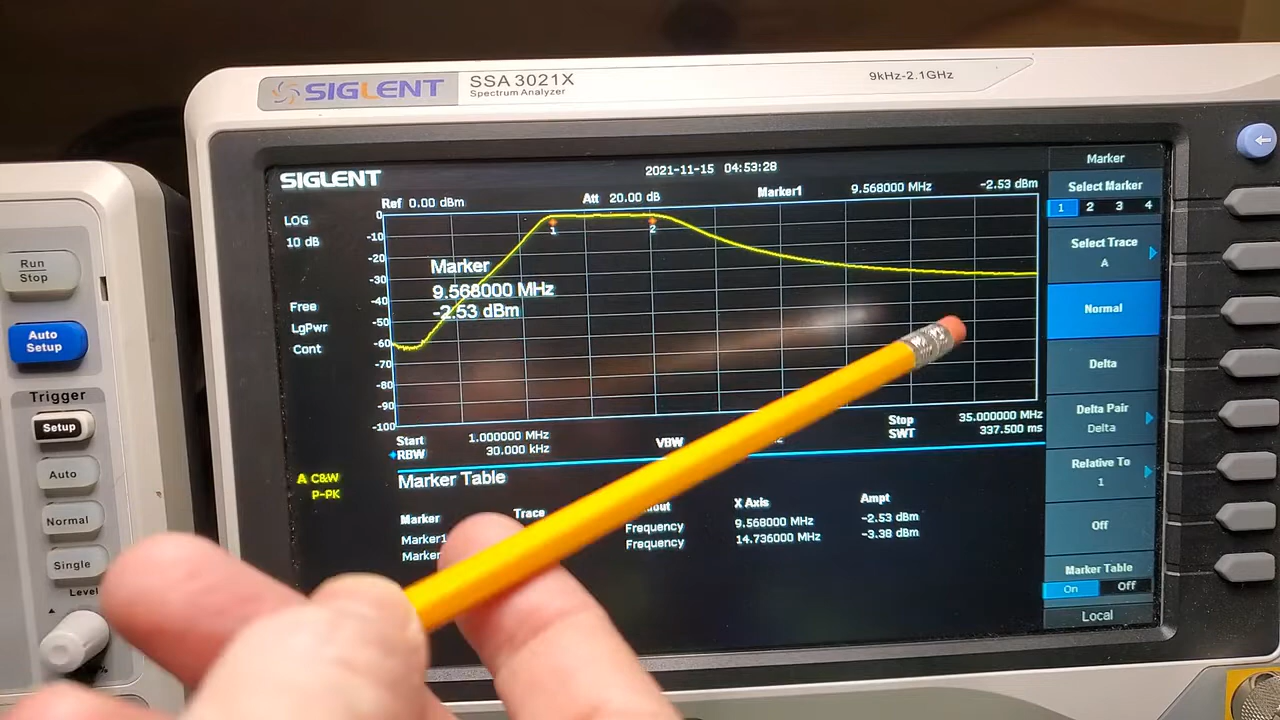 SIGLENT SSA 3021X 9kHz-2.1GHz
Spectrum Analyzer
SIGLENT 2021-11-15 04:53:28 Marker
Ref 0.00 dBm Att 20.00 dB Marker1 9.568000 MHz -2.53 dBm Select Marker
1 2 3 4
LOG
10 dB
0
-10
-20
-30
-40
-50
-60
-70
-80
-90
-100
1 2
Marker
9.568000 MHz
-2.53 dBm
Free
LgPwr
Cont
Select Trace
A
Normal
Delta
Delta Pair
Delta
Relative To
1
Off
Marker Table
On Off
Local
Start 1.000000 MHz Stop 35.000000 MHz
RBW 30.000 kHz VBW SWT 337.500 ms
A C&W
P-PK
Marker Table
Marker Trace X Axis Ampt
Marker1 Frequency 9.568000 MHz -2.53 dBm
Marker Frequency 14.736000 MHz -3.38 dBm
Run
Stop
Auto
Setup
Trigger
Setup
Auto
Normal
Single
Level